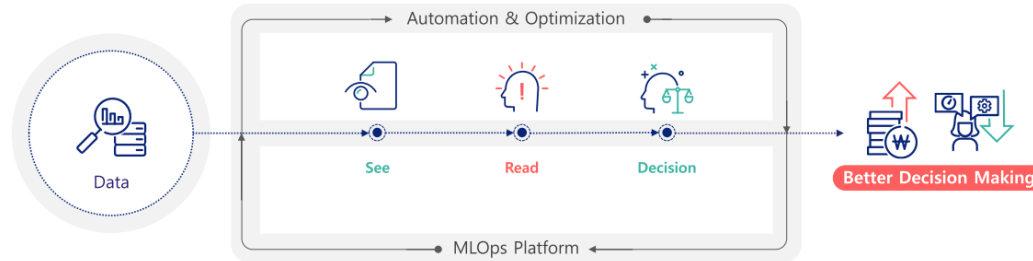 Automation & Optimization
Data
See
Read
Decision
₩
Better Decision Making
MLOps Platform